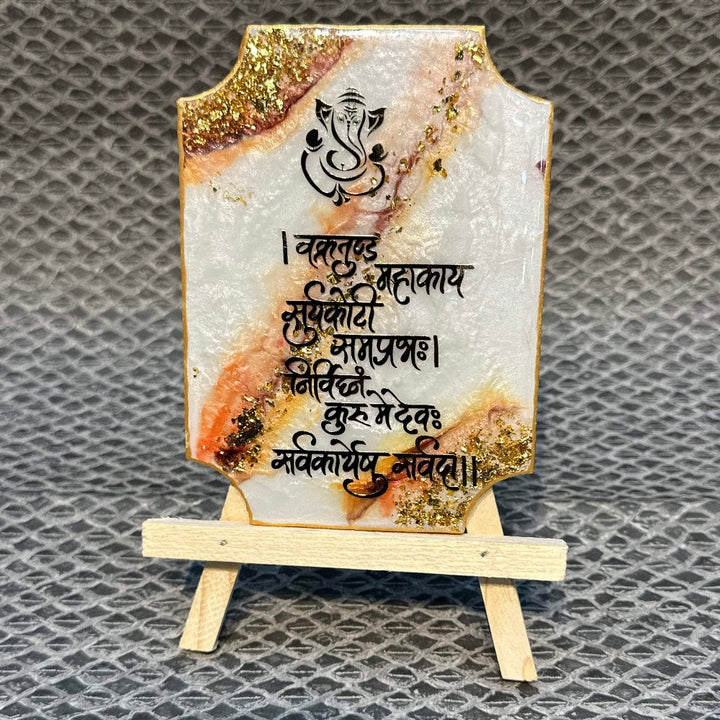 । वक्रतुण्ड
महाकाय
सूर्यकोटी
समप्रभः।
निर्विघ्नं
कुरु मे देवः
सर्वकार्येषु सर्वदा।।